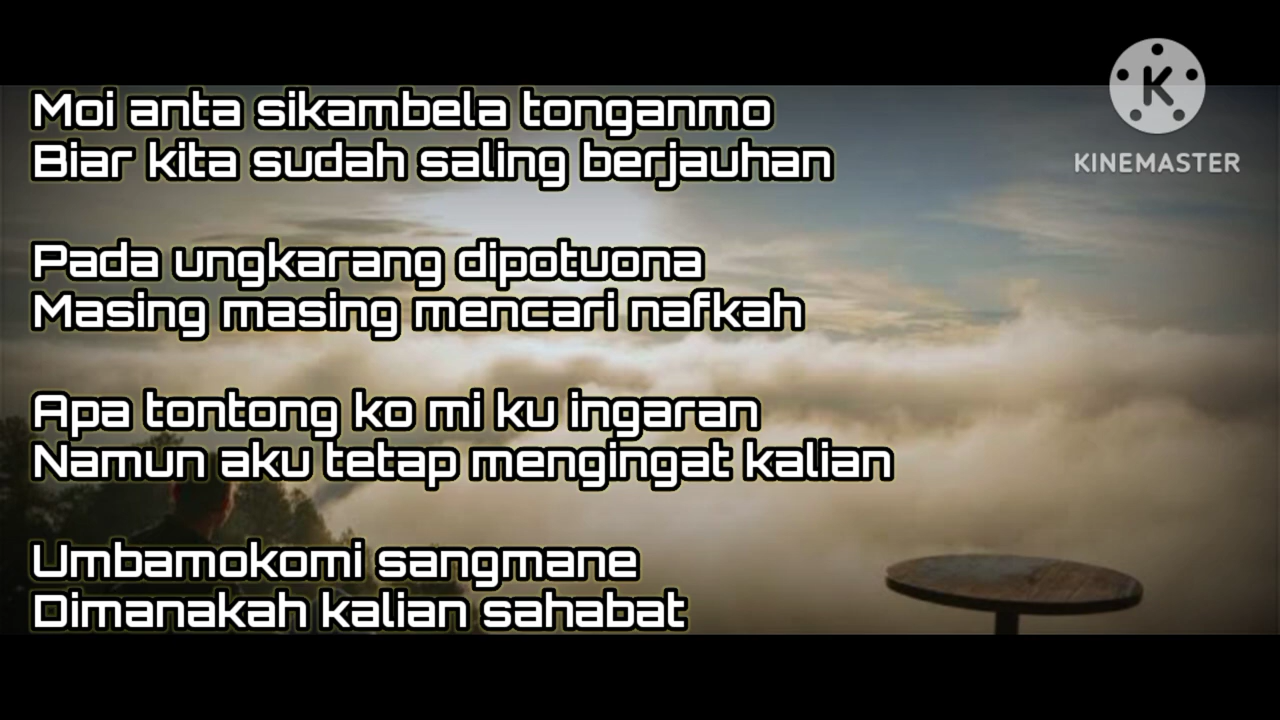 Moi anta sikambela tonganmo
Biar kita sudah saling berjauhan
Pada ungkarang dipotuona
Masing masing mencari nafkah
Apa tontong ko mi ku ingaran
Namun aku tetap mengingat kalian
Umbamokomi sangmane
Dimanakah kalian sahabat
K
KINEMASTER